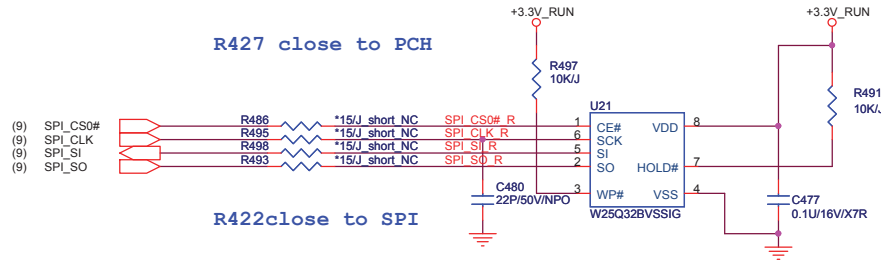 +3.3V_RUN
+3.3V_RUN
R427 close to PCH
R497
10K/J
R491
10K/J
U21
(9) SPI_CS0# R486 *15/J_short_NC SPI_CS0#_R 1 CE# VDD 8
(9) SPI_CLK R495 *15/J_short_NC SPI_CLK_R 6 SCK
(9) SPI_SI R498 *15/J_short_NC SPI_SI_R 5 SI HOLD# 7
(9) SPI_SO R493 *15/J_short_NC SPI_SO_R 2 SO
3 WP# VSS 4
C480
22P/50V/NPO
W25Q32BVSSIG
C477
0.1U/16V/X7R
R422close to SPI